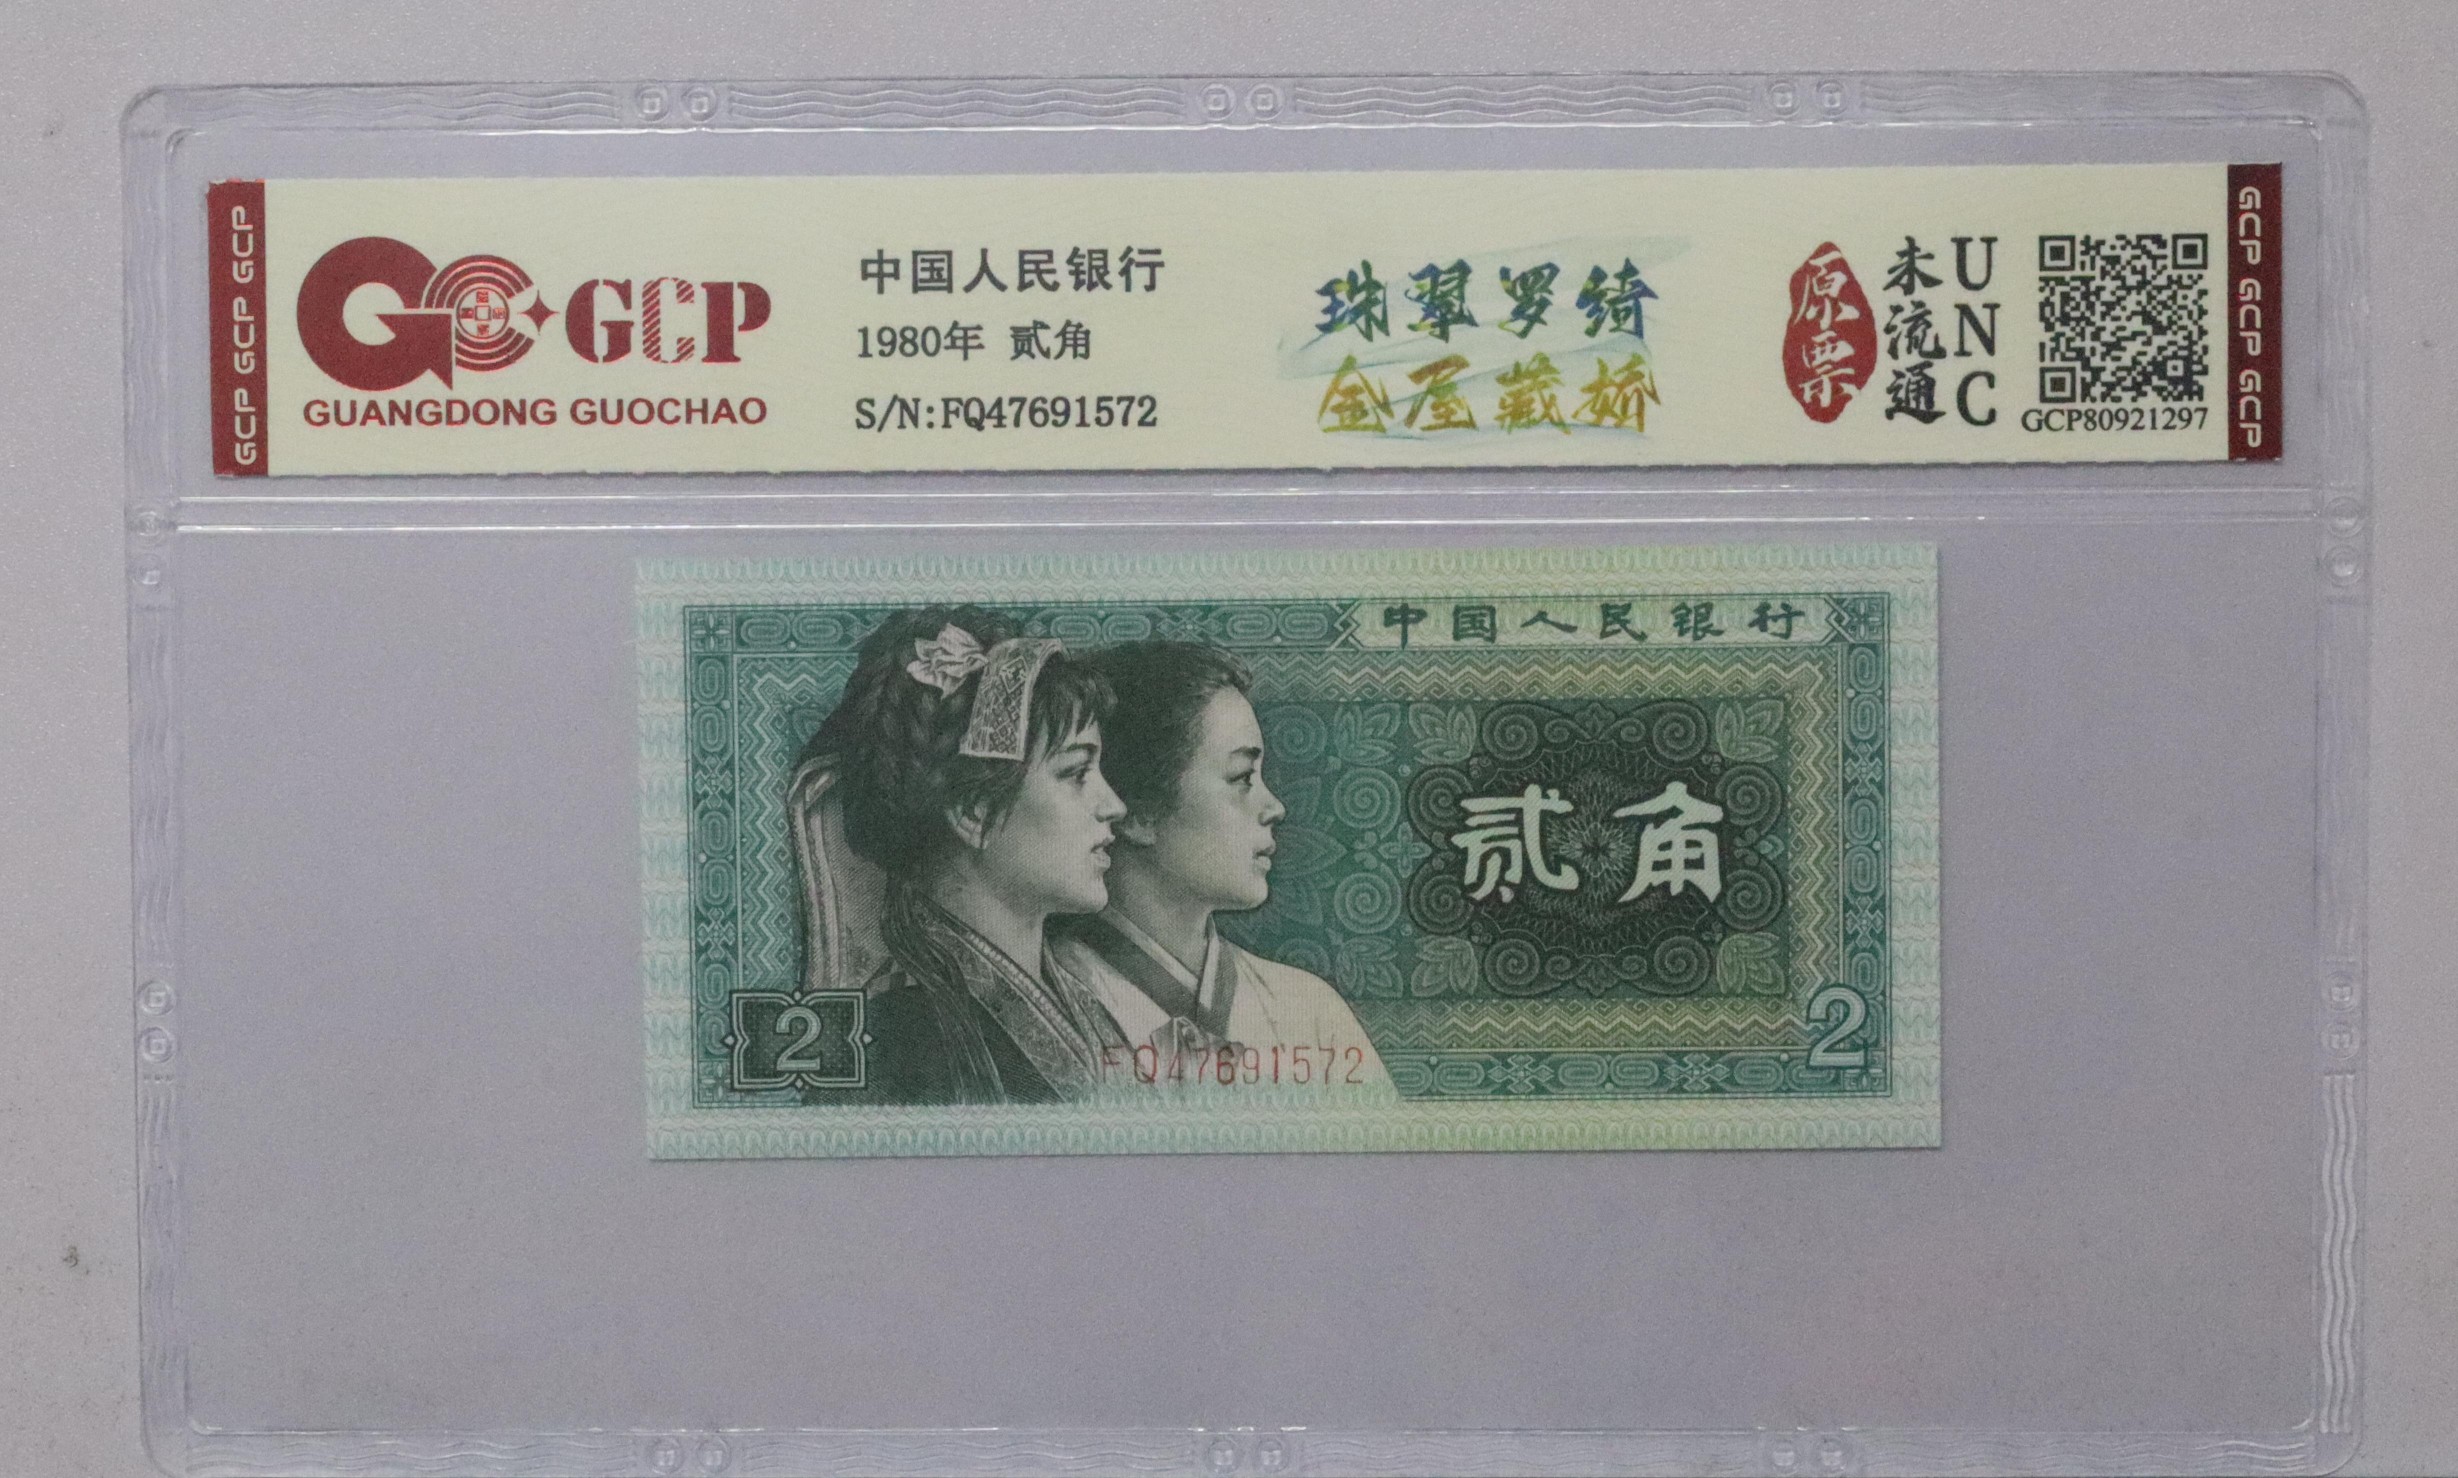 GCP GCP GCP GCP
GCP
GUANGDONG GUOCHAO
中国人民银行
1980年 贰角
S/N:FQ47691572
珠翠罗绮
金屋藏娇
原票
未流通
UNC
GCP80921297
GCP GCP GCP GCP
中国人民银行
贰角
2
FQ47691572
2